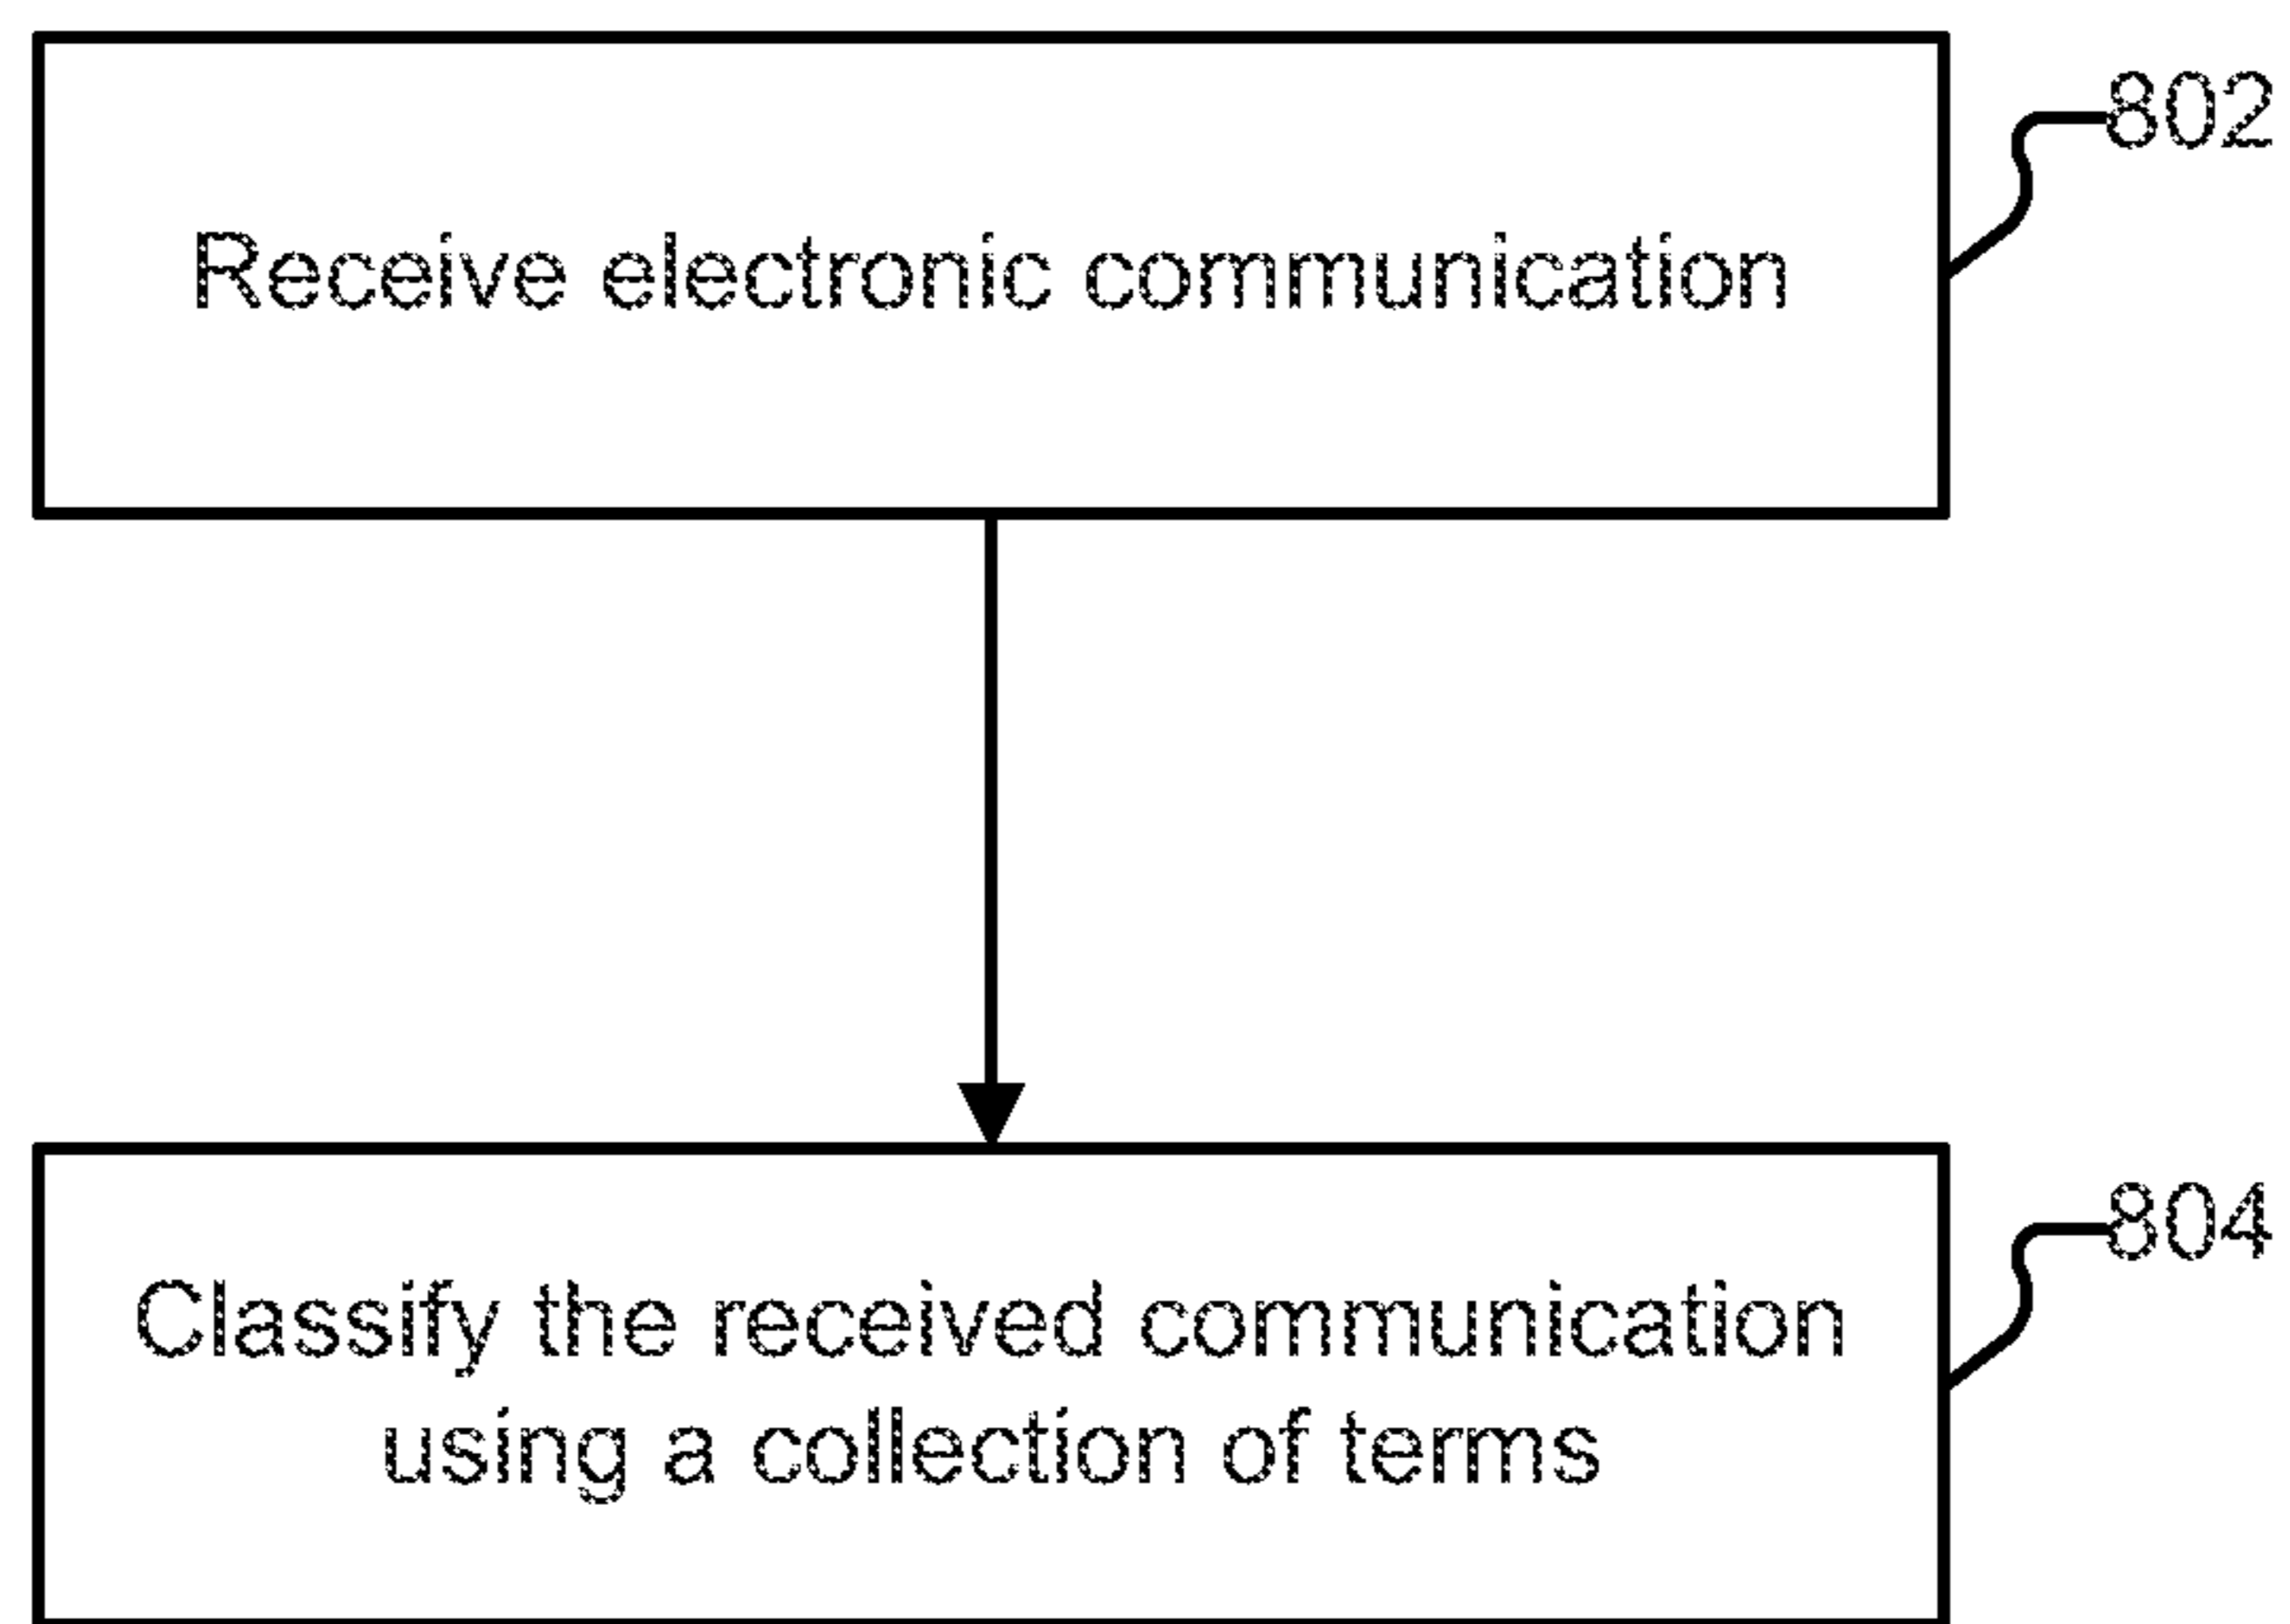 Receive electronic communication
802
Classify the received communication
using a collection of terms
804